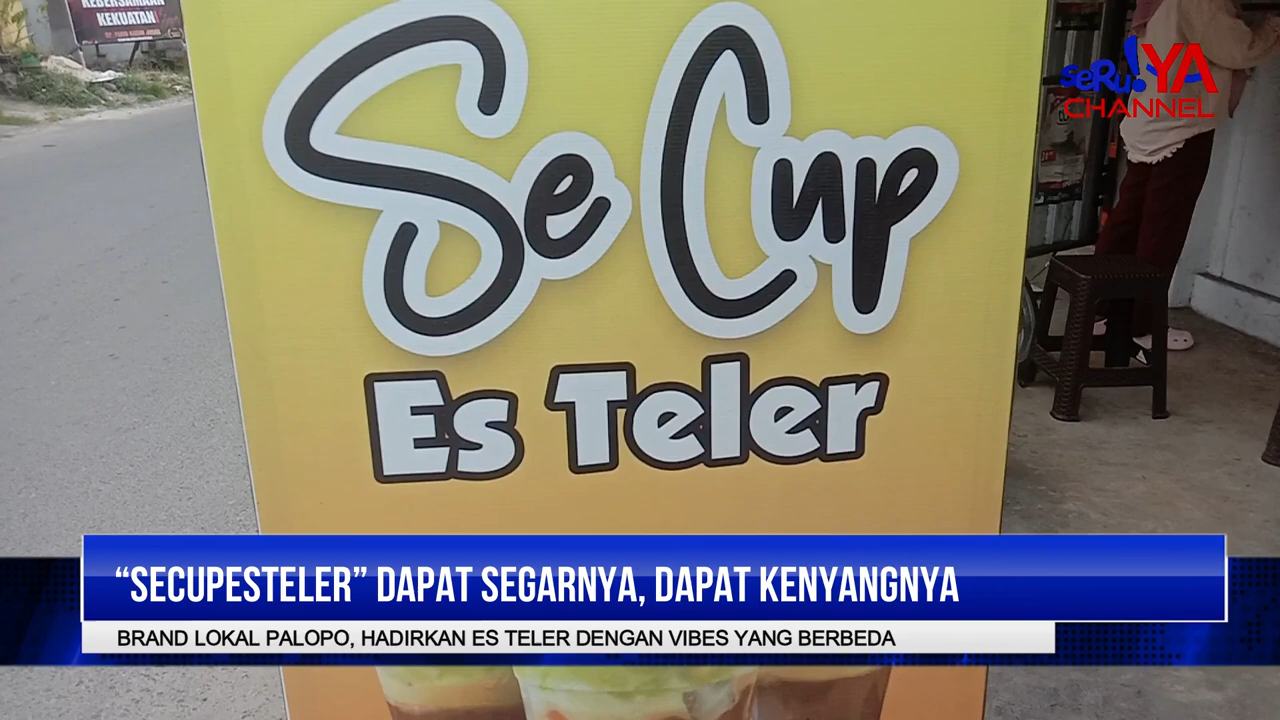 KEBERSAMAAN
KEKUATAN
seRu!YA
CHANNEL
Se Cup
Es Teler
“SECUPESTELER” DAPAT SEGARNYA, DAPAT KENYANGNYA
BRAND LOKAL PALOPO, HADIRKAN ES TELER DENGAN VIBES YANG BERBEDA